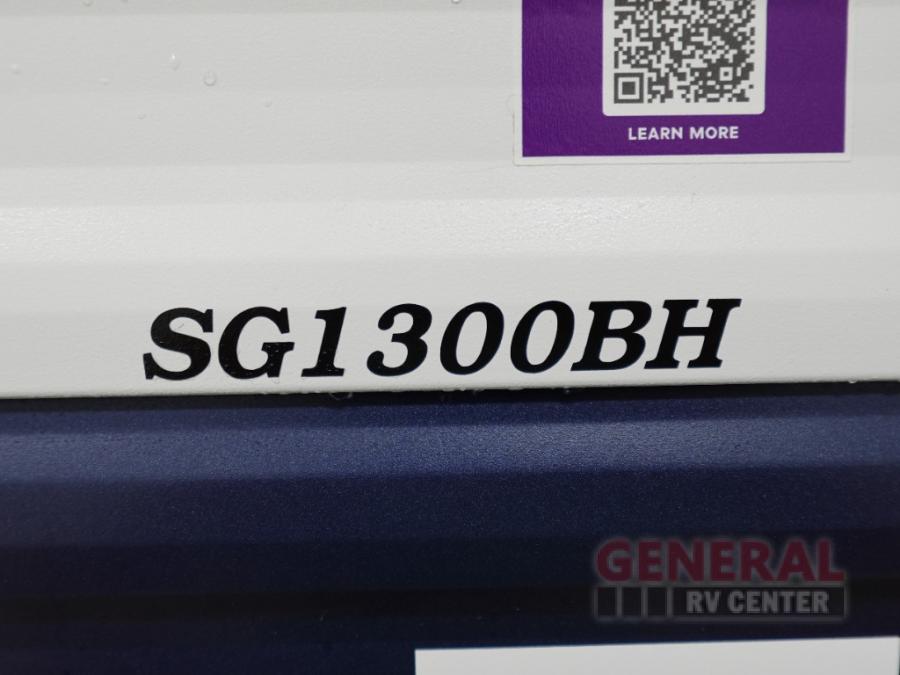 LEARN MORE
SG1300BH
GENERAL
RV CENTER